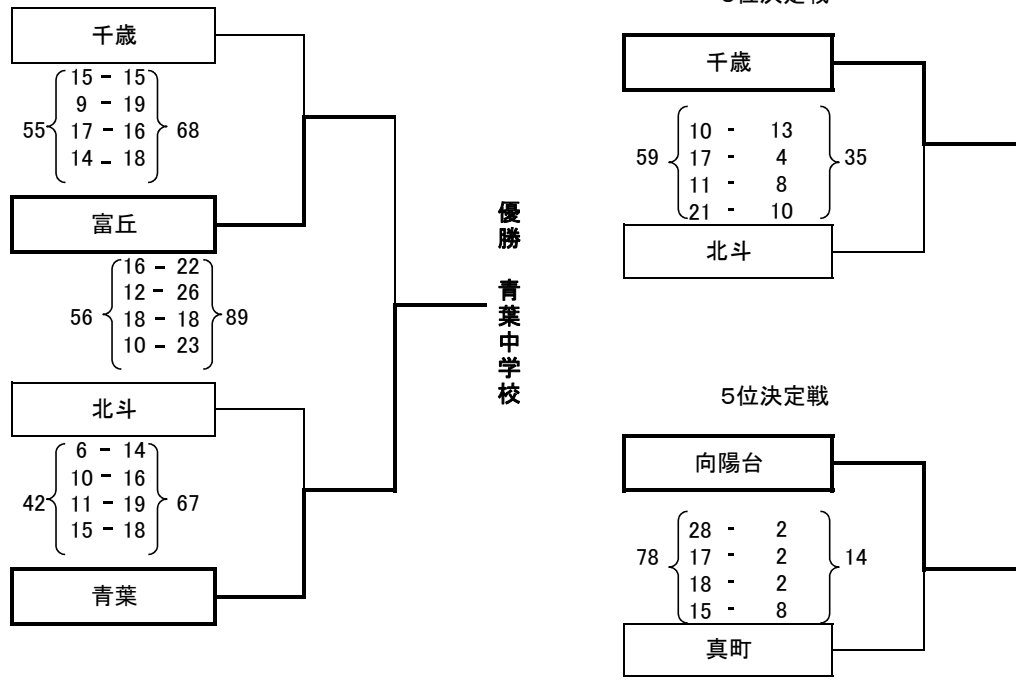 千歳
15 - 15
9 - 19
55 17 - 16 68
14 - 18
富丘
16 - 22
12 - 26
56 18 - 18 89
10 - 23
北斗
6 - 14
10 - 16
42 11 - 19 67
15 - 18
青葉
優勝 青葉中学校
位決定戦
千歳
10 - 13
59 17 - 4 35
11 - 8
21 - 10
北斗
5位決定戦
向陽台
28 - 2
78 17 - 2 14
18 - 2
15 - 8
真町